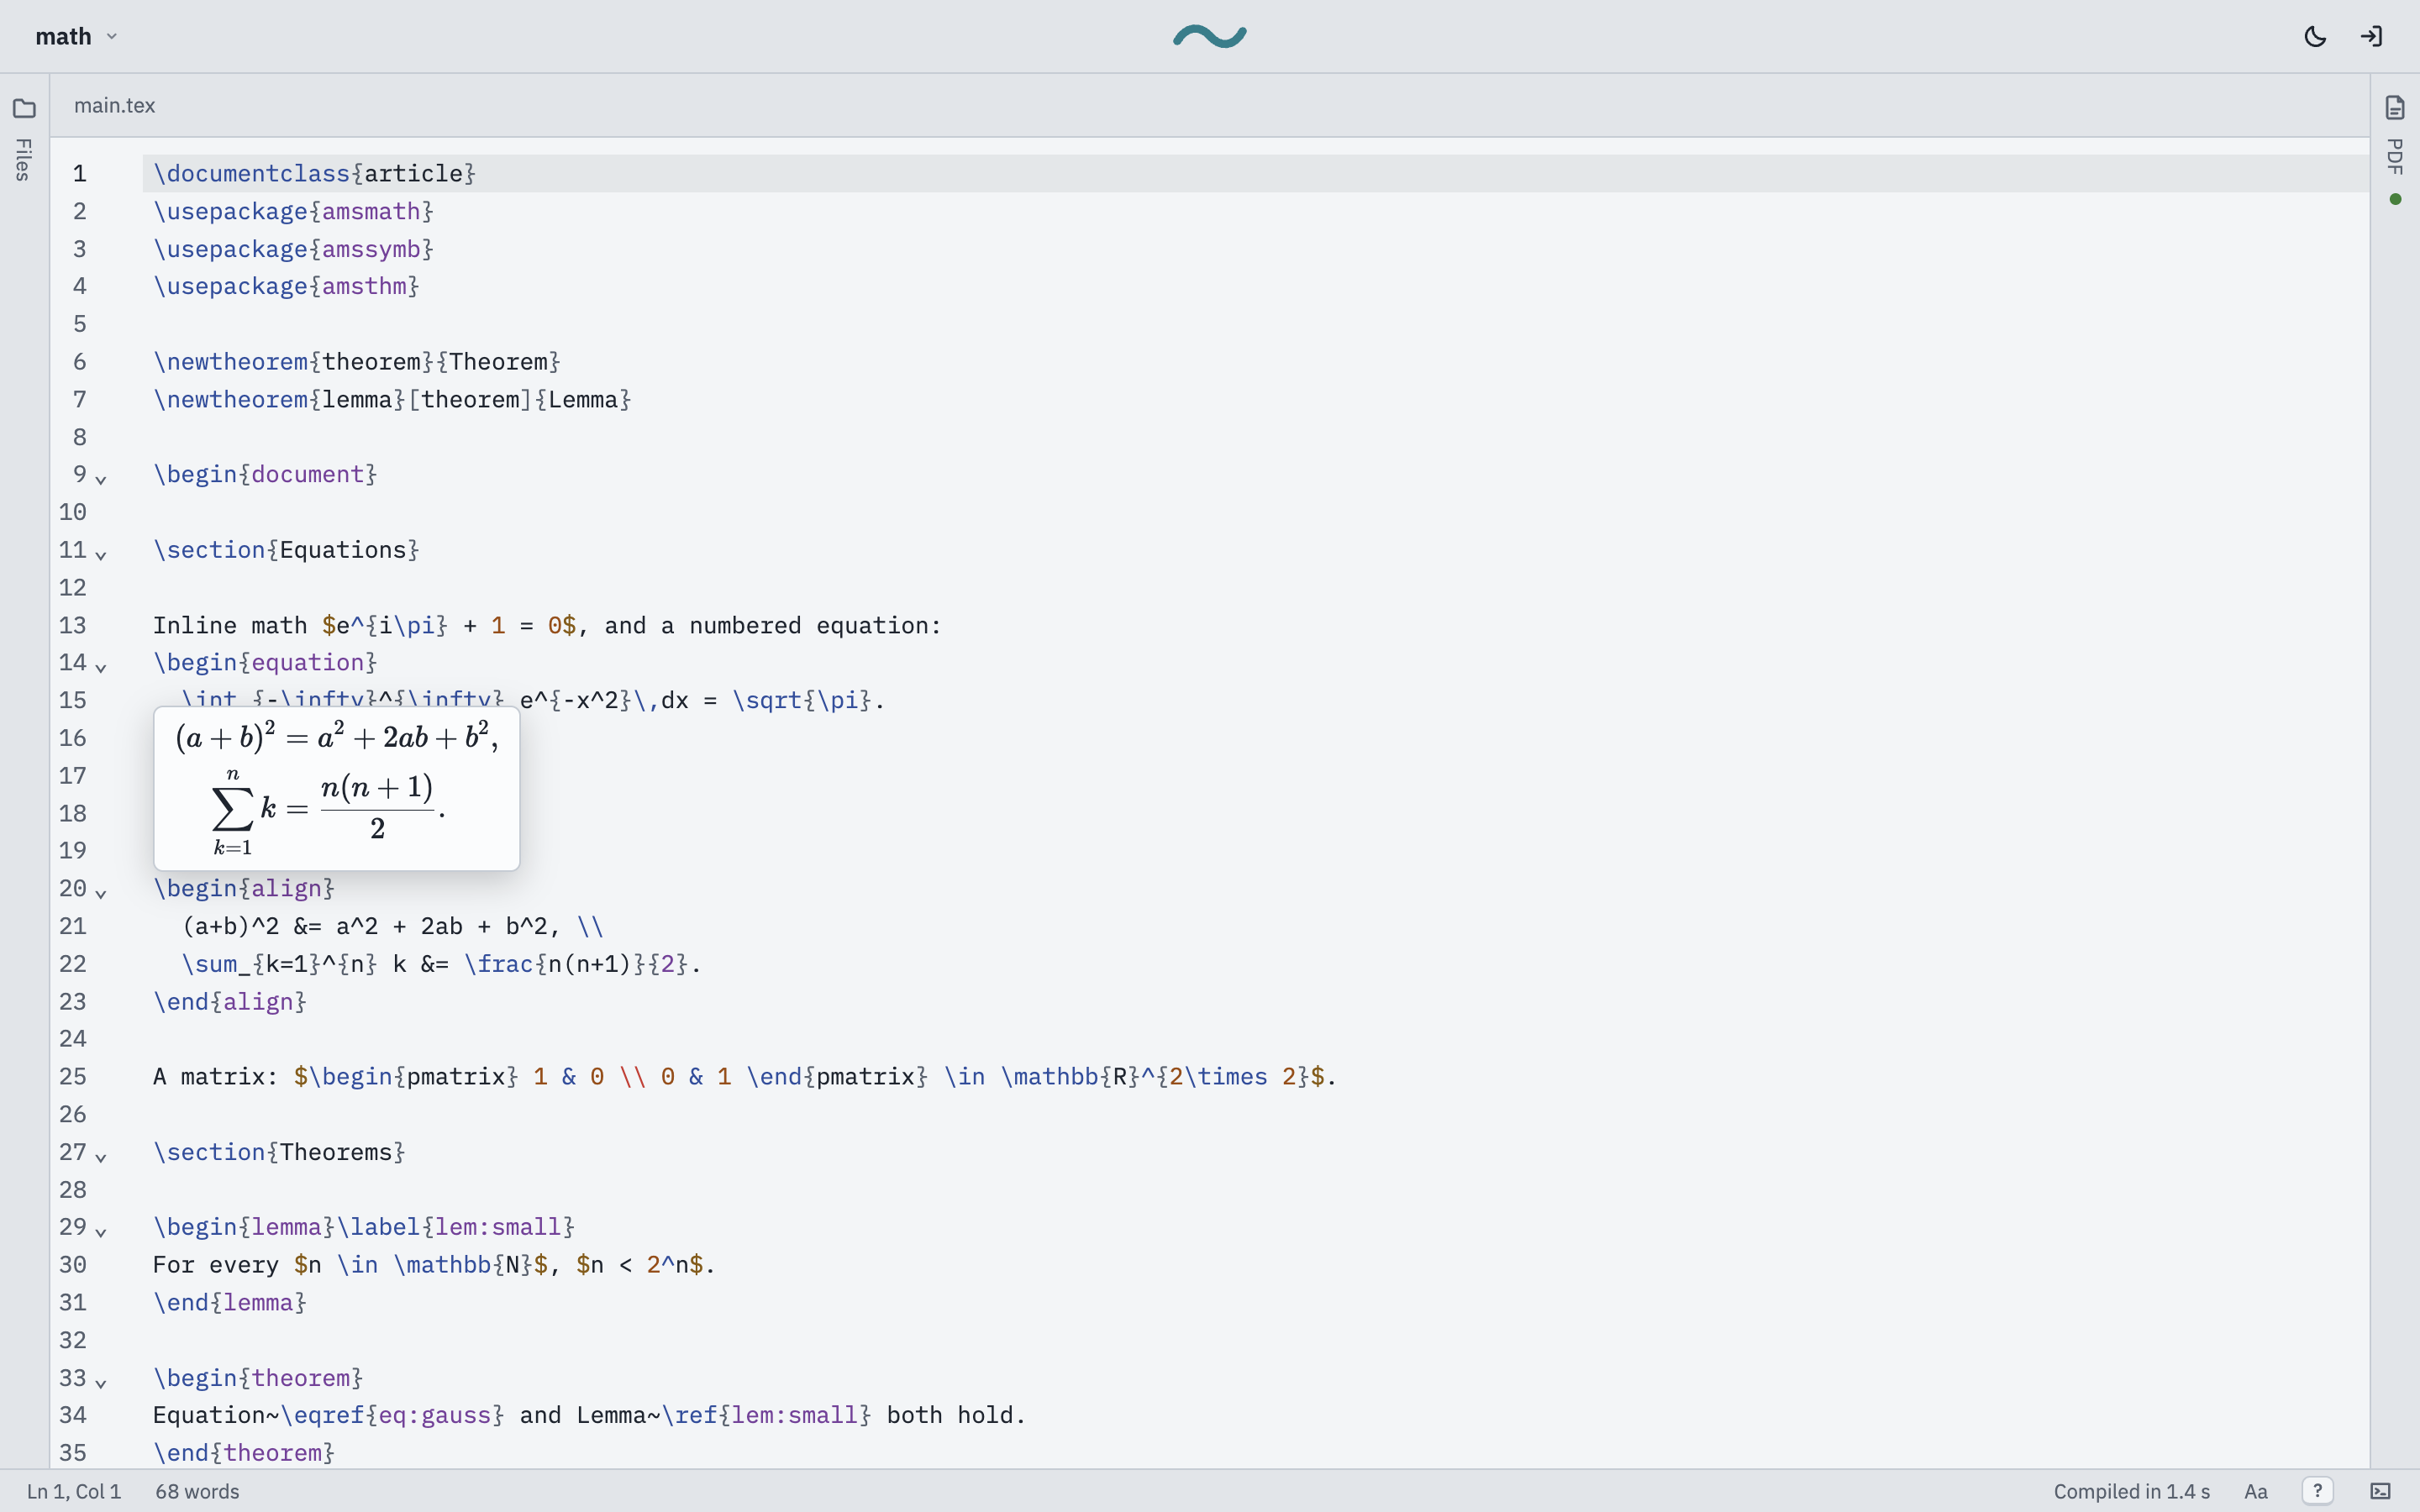 math
main.tex
Files
PDF
1 \documentclass{article}
2 \usepackage{amsmath}
3 \usepackage{amssymb}
4 \usepackage{amsthm}
5
6 \newtheorem{theorem}{Theorem}
7 \newtheorem{lemma}[theorem]{Lemma}
8
9 \begin{document}
10
11 \section{Equations}
12
13 Inline math $e^{i\pi} + 1 = 0$, and a numbered equation:
14 \begin{equation}
15 \int_{-\infty}^{\infty} e^{-x^2}\,dx = \sqrt{\pi}.
16
17
18
19
(a + b)² = a² + 2ab + b²,
∑_{k=1}^{n} k = n(n + 1)/2.
20 \begin{align}
21 (a+b)^2 &= a^2 + 2ab + b^2, \\
22 \sum_{k=1}^{n} k &= \frac{n(n+1)}{2}.
23 \end{align}
24
25 A matrix: $\begin{pmatrix} 1 & 0 \\ 0 & 1 \end{pmatrix} \in \mathbb{R}^{2\times 2}$.
26
27 \section{Theorems}
28
29 \begin{lemma}\label{lem:small}
30 For every $n \in \mathbb{N}$, $n < 2^n$.
31 \end{lemma}
32
33 \begin{theorem}
34 Equation~\eqref{eq:gauss} and Lemma~\ref{lem:small} both hold.
35 \end{theorem}
Ln 1, Col 1 68 words Compiled in 1.4 s Aa ?